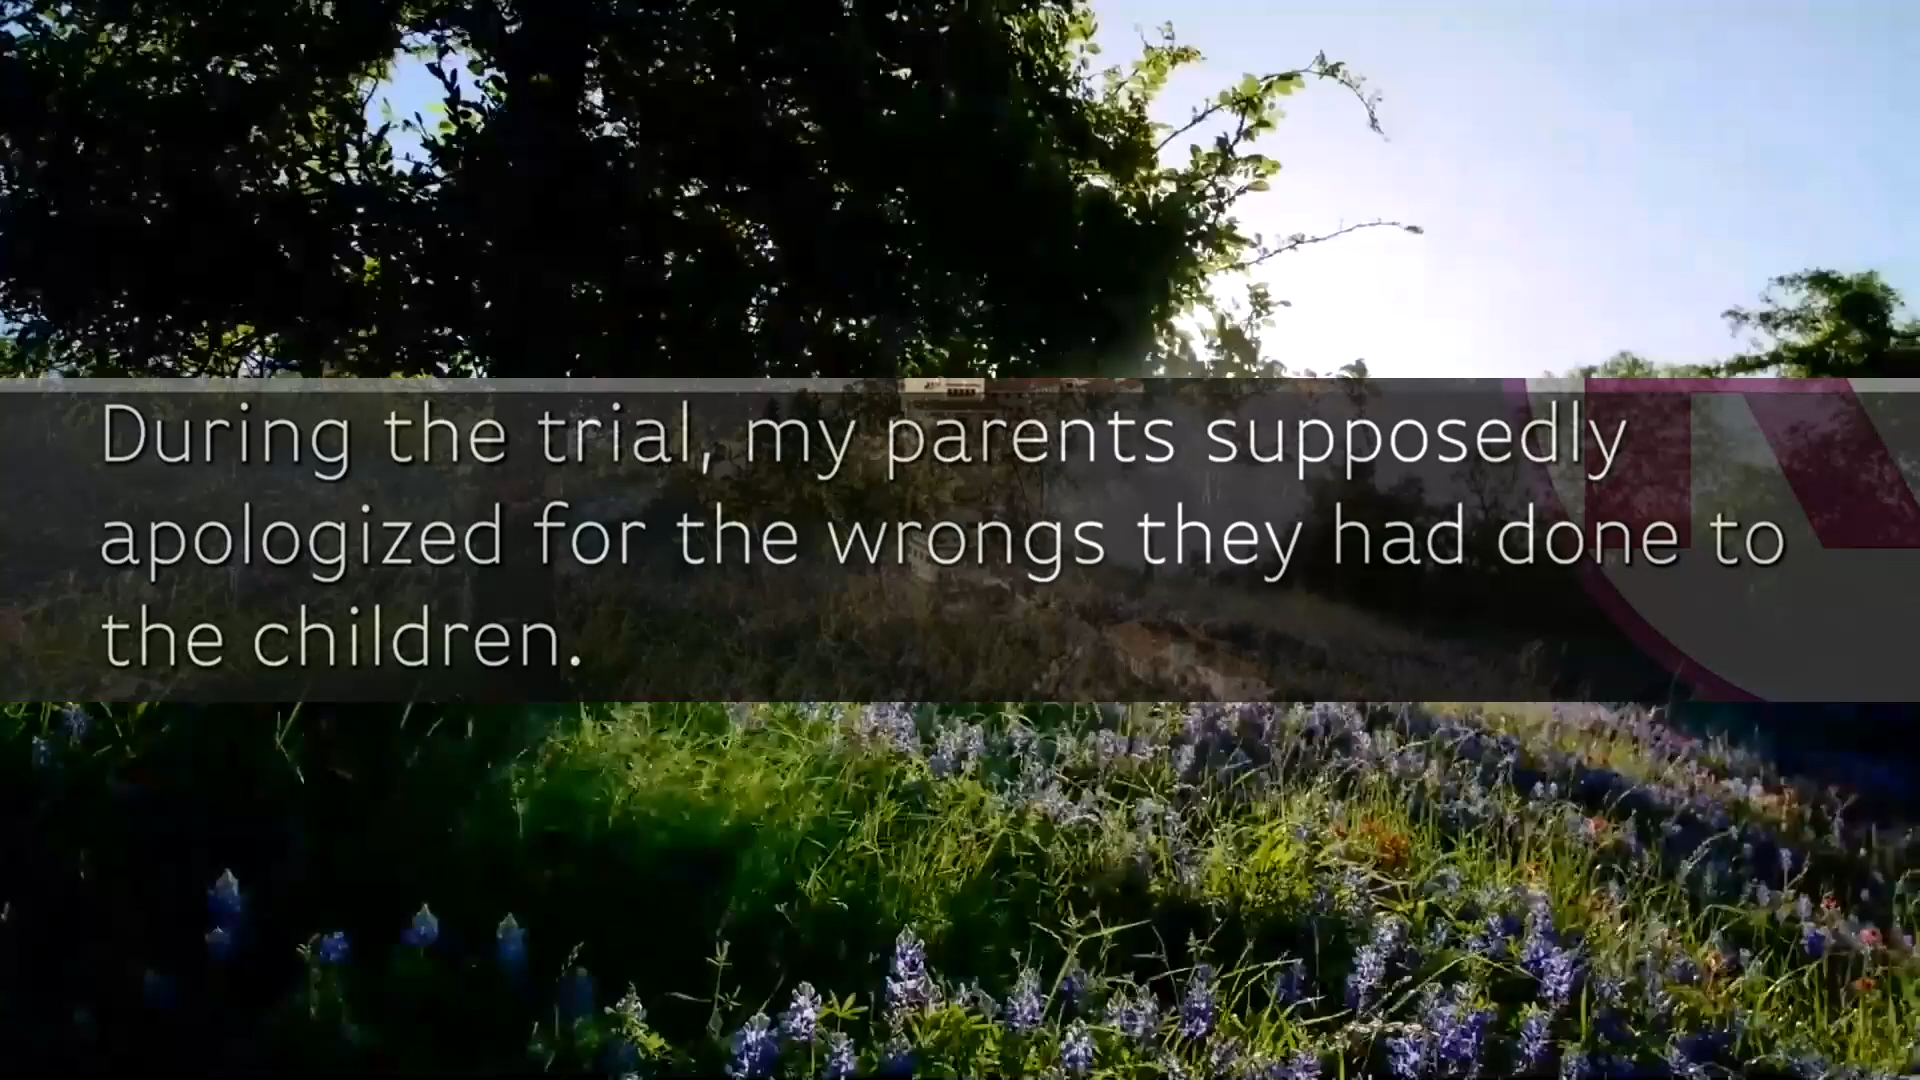 During the trial, my parents supposedly
apologized for the wrongs they had done to
the children.